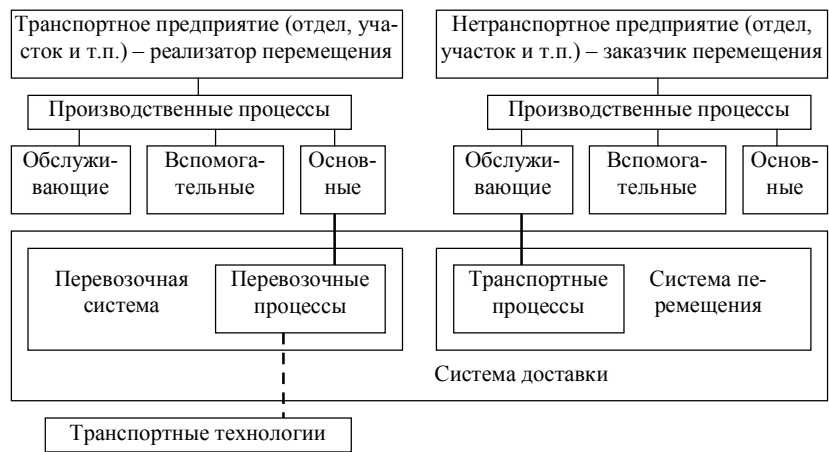 Транспортное предприятие (отдел, уча-
сток и т.п.) – реализатор перемещения
Нетранспортное предприятие (отдел,
участок и т.п.) – заказчик перемещения
Производственные процессы
Производственные процессы
Обслужи-
вающие
Вспомога-
тельные
Основ-
ные
Обслужи-
вающие
Вспомога-
тельные
Основ-
ные
Перевозочная
система
Перевозочные
процессы
Транспортные
процессы
Система пе-
ремещения
Система доставки
Транспортные технологии